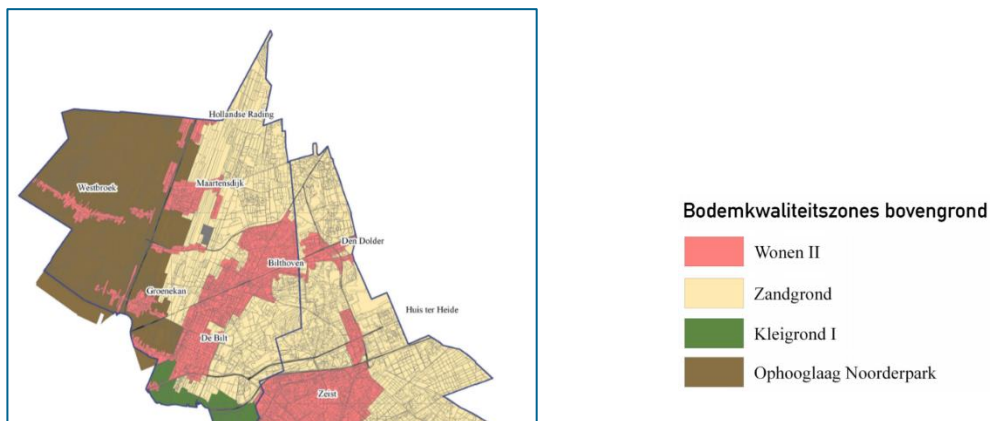 Hollandse Rading
Westbroek
Maartensdijk
Den Dolder
Bilthoven
Groenekan
Huis ter Heide
De Bilt
Zeist
Bodemkwaliteitszones bovengrond
Wonen II
Zandgrond
Kleigrond I
Ophooglaag Noorderpark